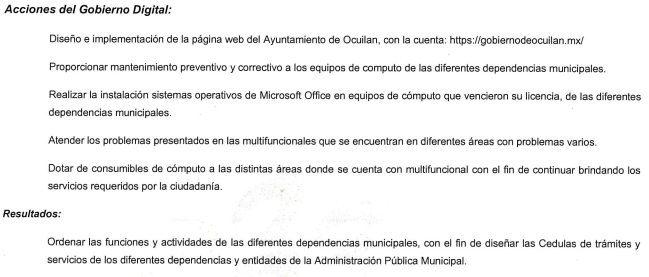 Acciones del Gobierno Digital:
Diseño e implementación de la página web del Ayuntamiento de Ocuilan, con la cuenta: https://gobiernodeocuilan.mx/
Proporcionar mantenimiento preventivo y correctivo a los equipos de computo de las diferentes dependencias municipales.
Realizar la instalación sistemas operativos de Microsoft Office en equipos de cómputo que vencieron su licencia, de las diferentes
dependencias municipales.
Atender los problemas presentados en las multifuncionales que se encuentran en diferentes áreas con problemas varios.
Dotar de consumibles de cómputo a las distintas áreas donde se cuenta con multifuncional con el fin de continuar brindando los
servicios requeridos por la ciudadanía.
Resultados:
Ordenar las funciones y actividades de las diferentes dependencias municipales, con el fin de diseñar las Cedulas de trámites y
servicios de los diferentes dependencias y entidades de la Administración Pública Municipal.